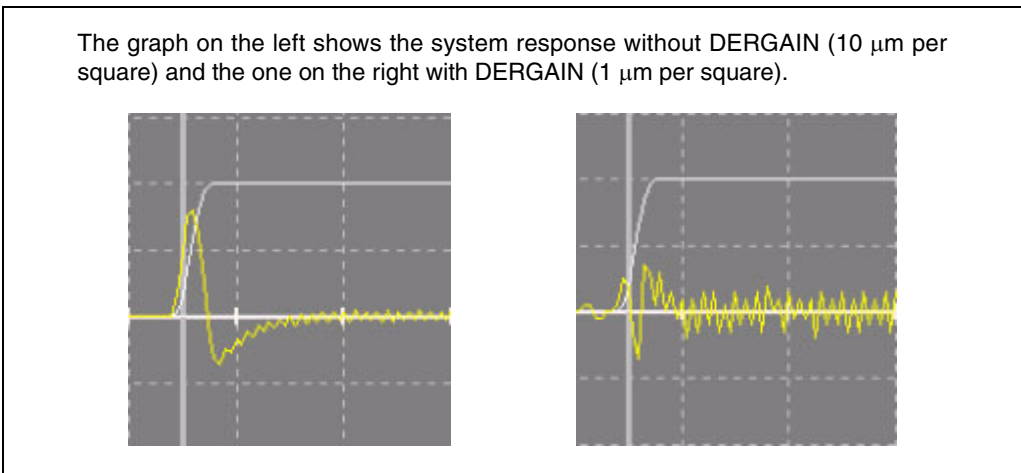 The graph on the left shows the system response without DERGAIN (10 μm per
square) and the one on the right with DERGAIN (1 μm per square).